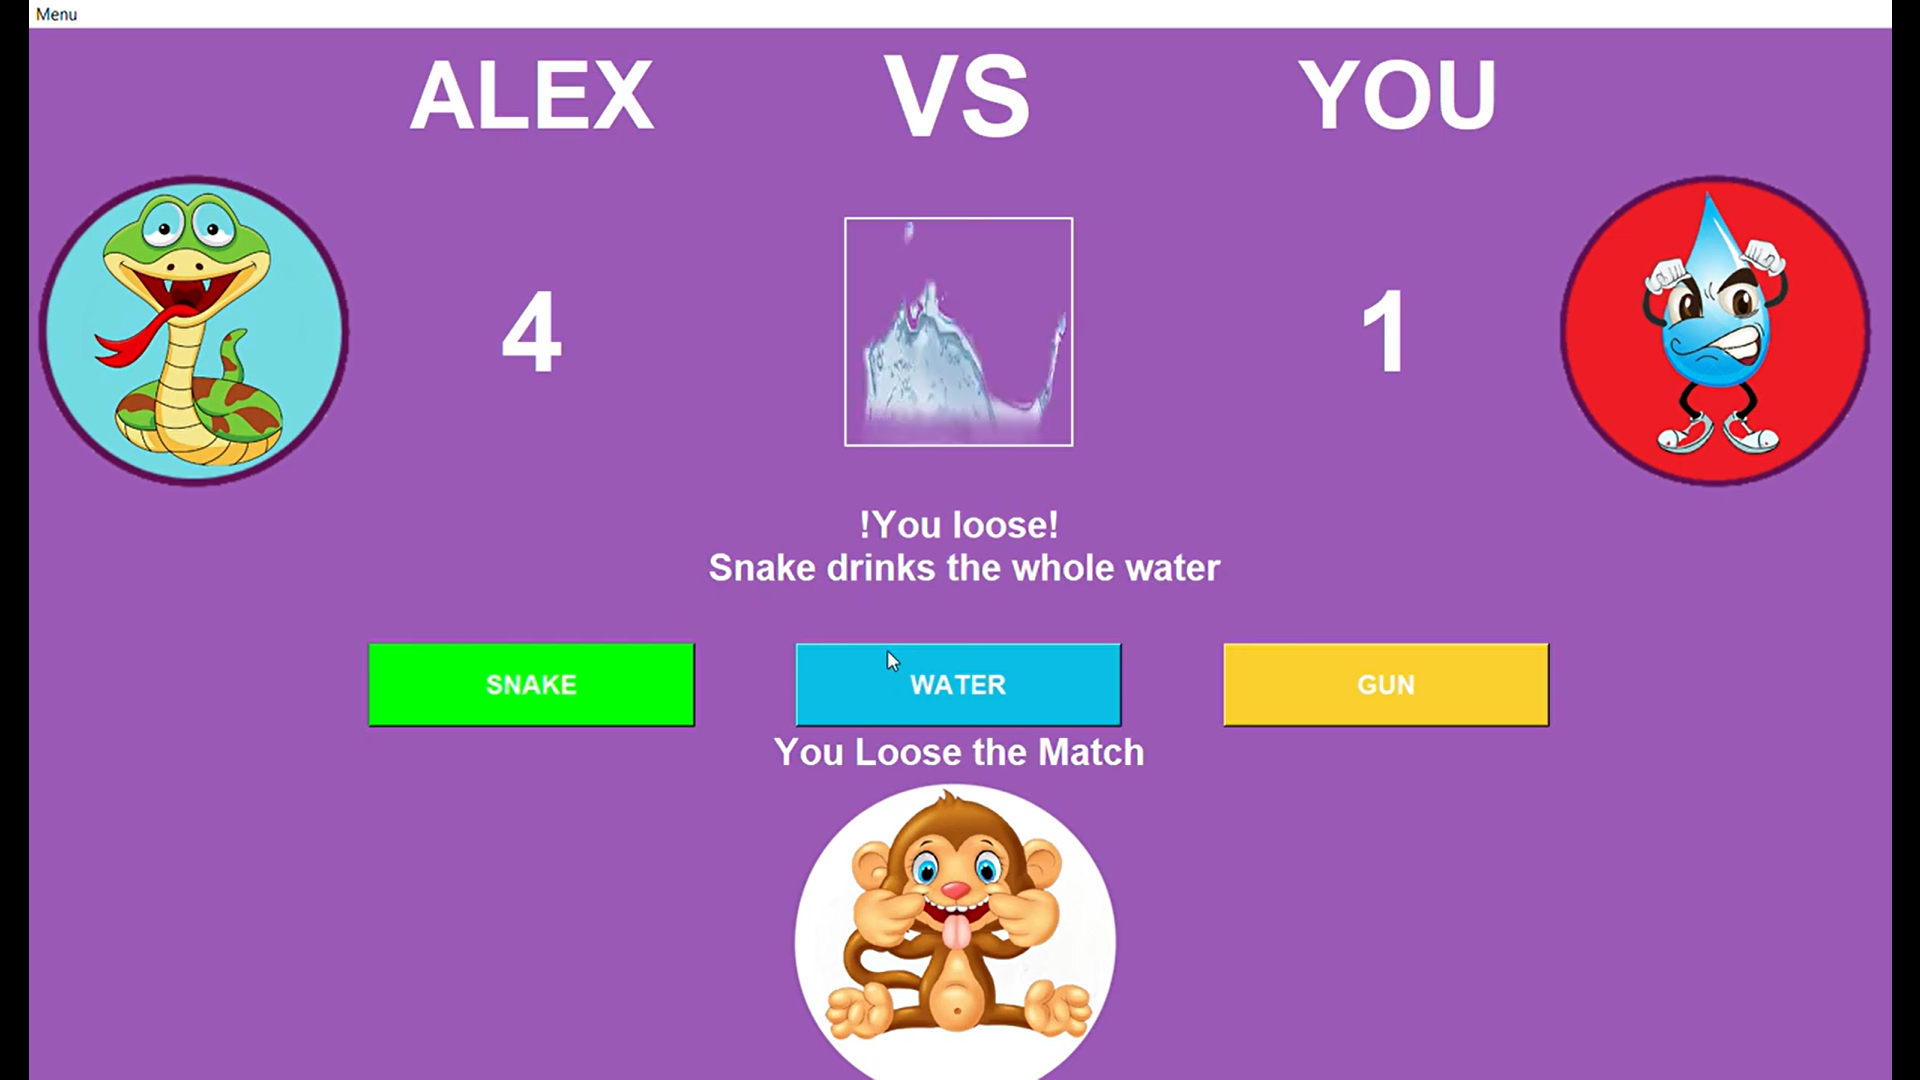 Menu
ALEX VS YOU
4 1
!You loose!
Snake drinks the whole water
SNAKE WATER GUN
You Loose the Match